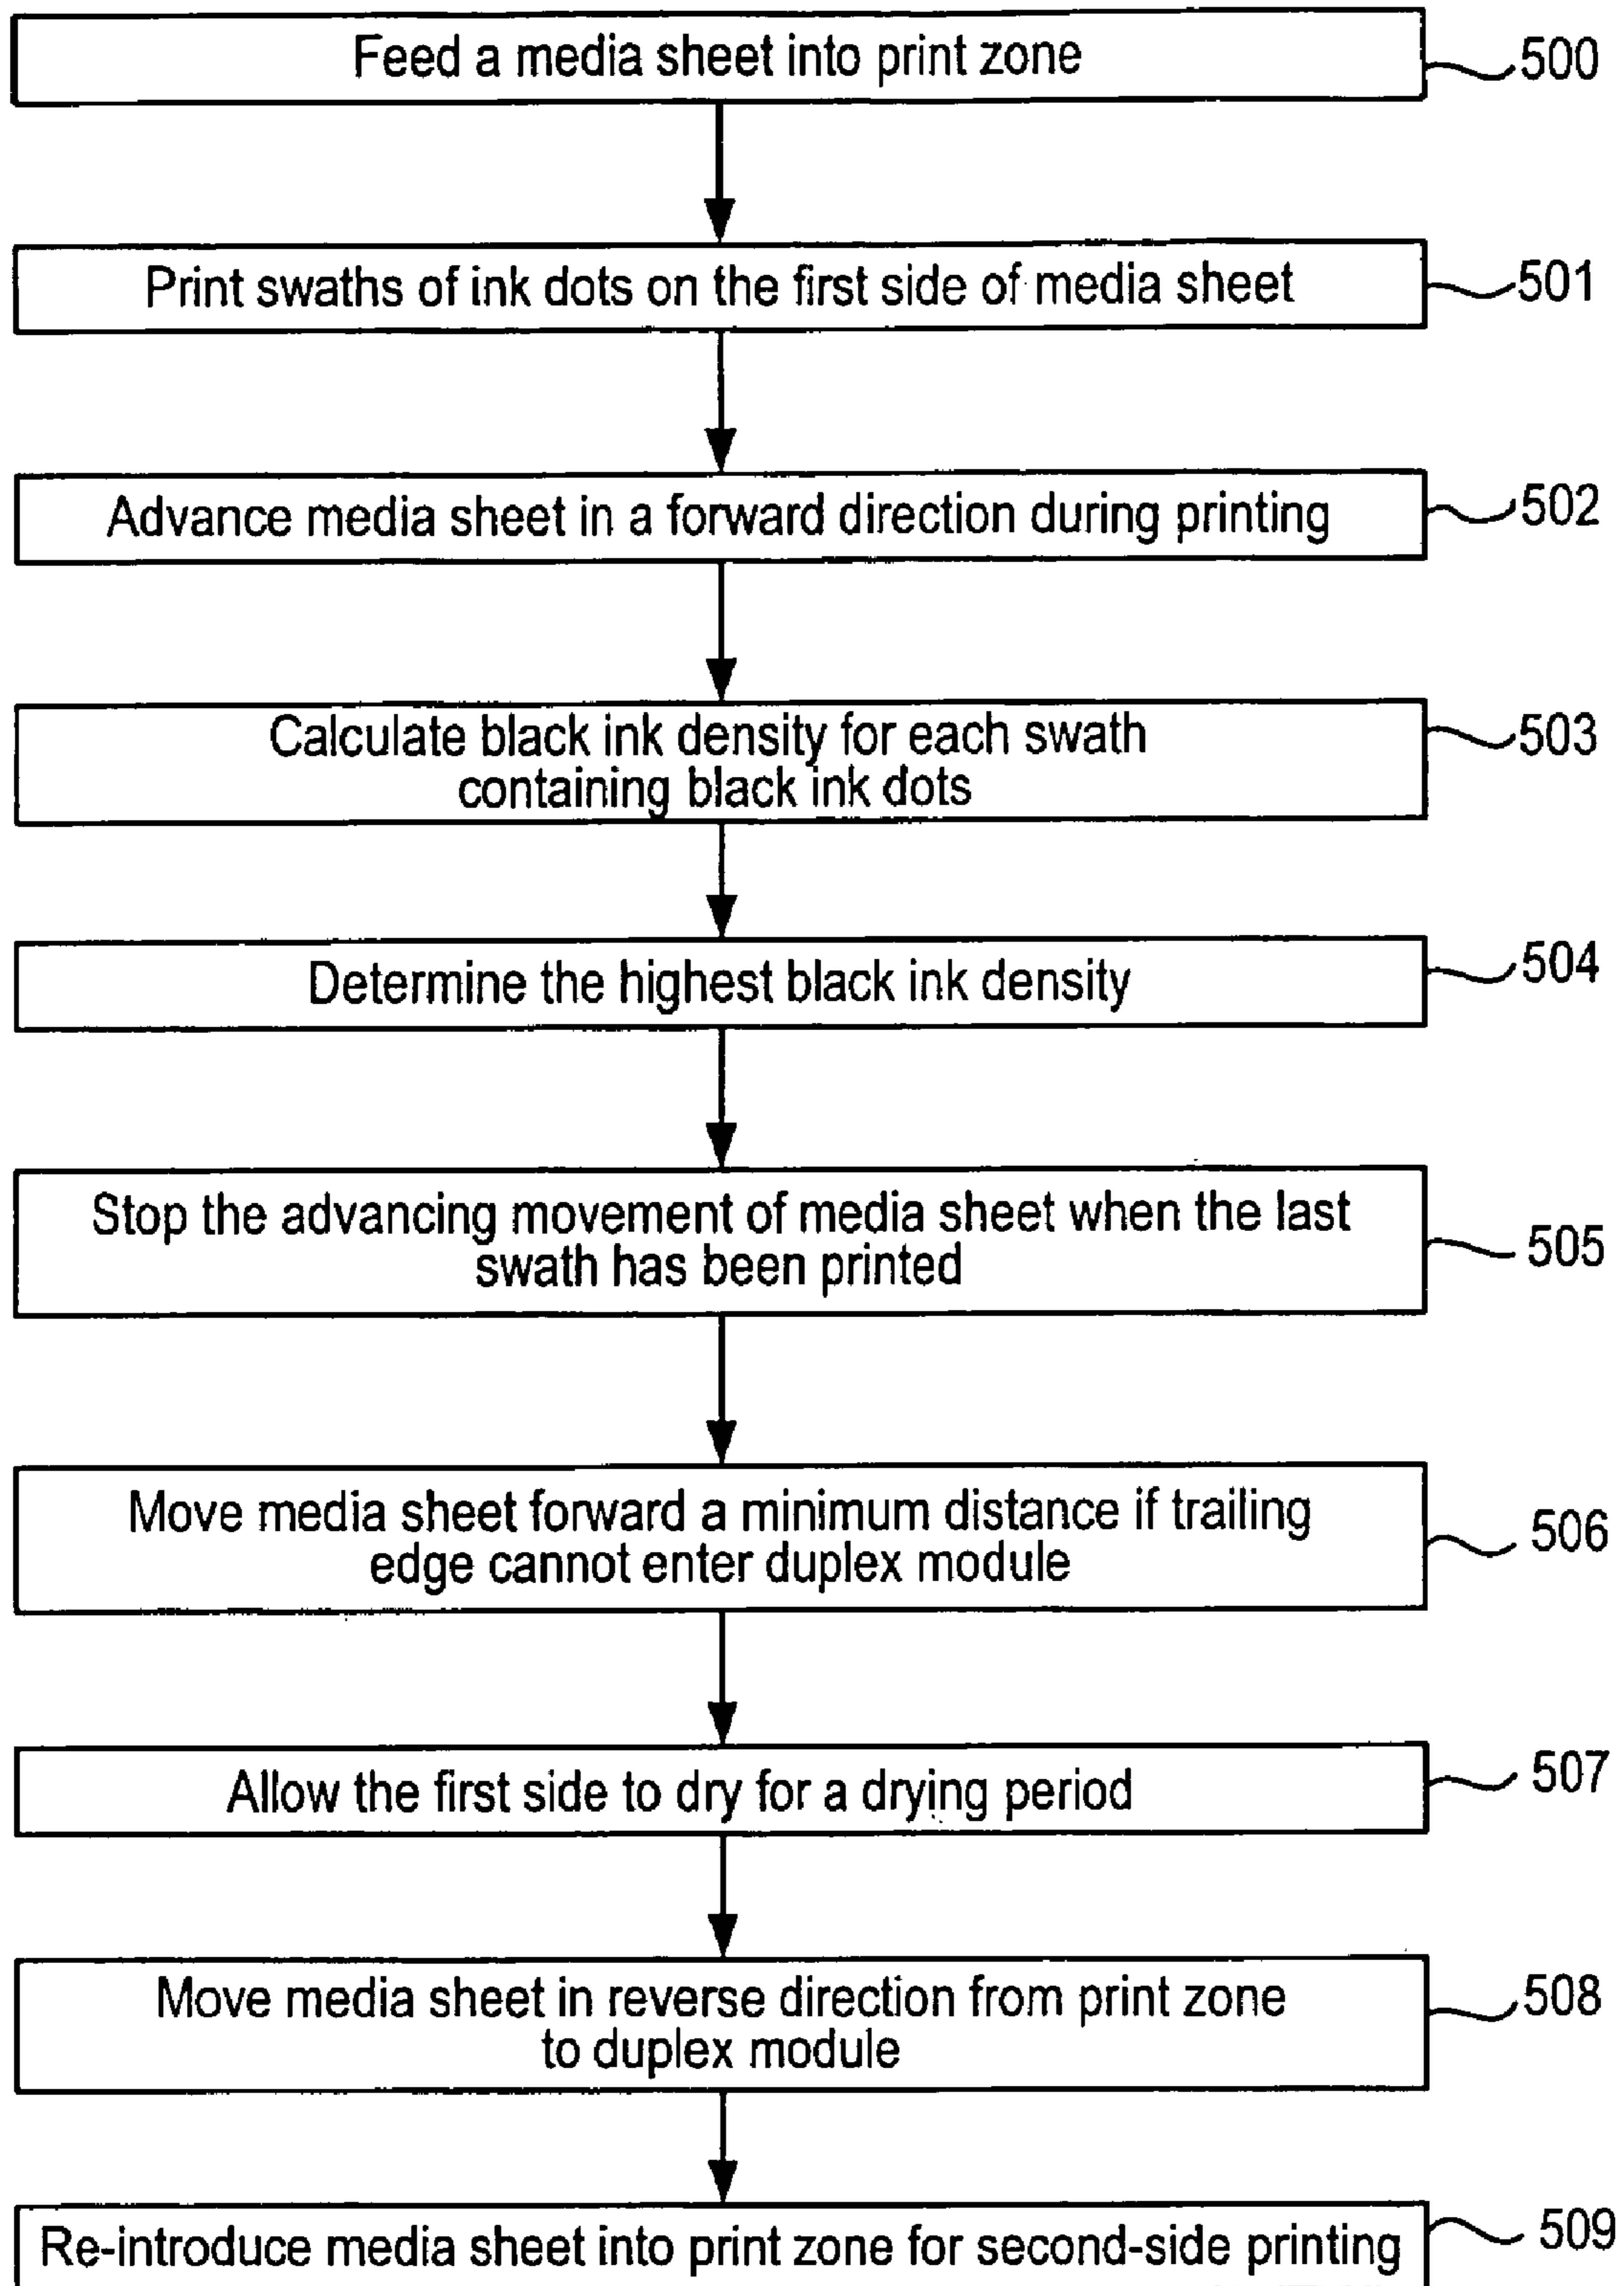 Feed a media sheet into print zone
500
Print swaths of ink dots on the first side of media sheet
501
Advance media sheet in a forward direction during printing
502
Calculate black ink density for each swath
containing black ink dots
503
Determine the highest black ink density
504
Stop the advancing movement of media sheet when the last
swath has been printed
505
Move media sheet forward a minimum distance if trailing
edge cannot enter duplex module
506
Allow the first side to dry for a drying period
507
Move media sheet in reverse direction from print zone
to duplex module
508
Re-introduce media sheet into print zone for second-side printing
509